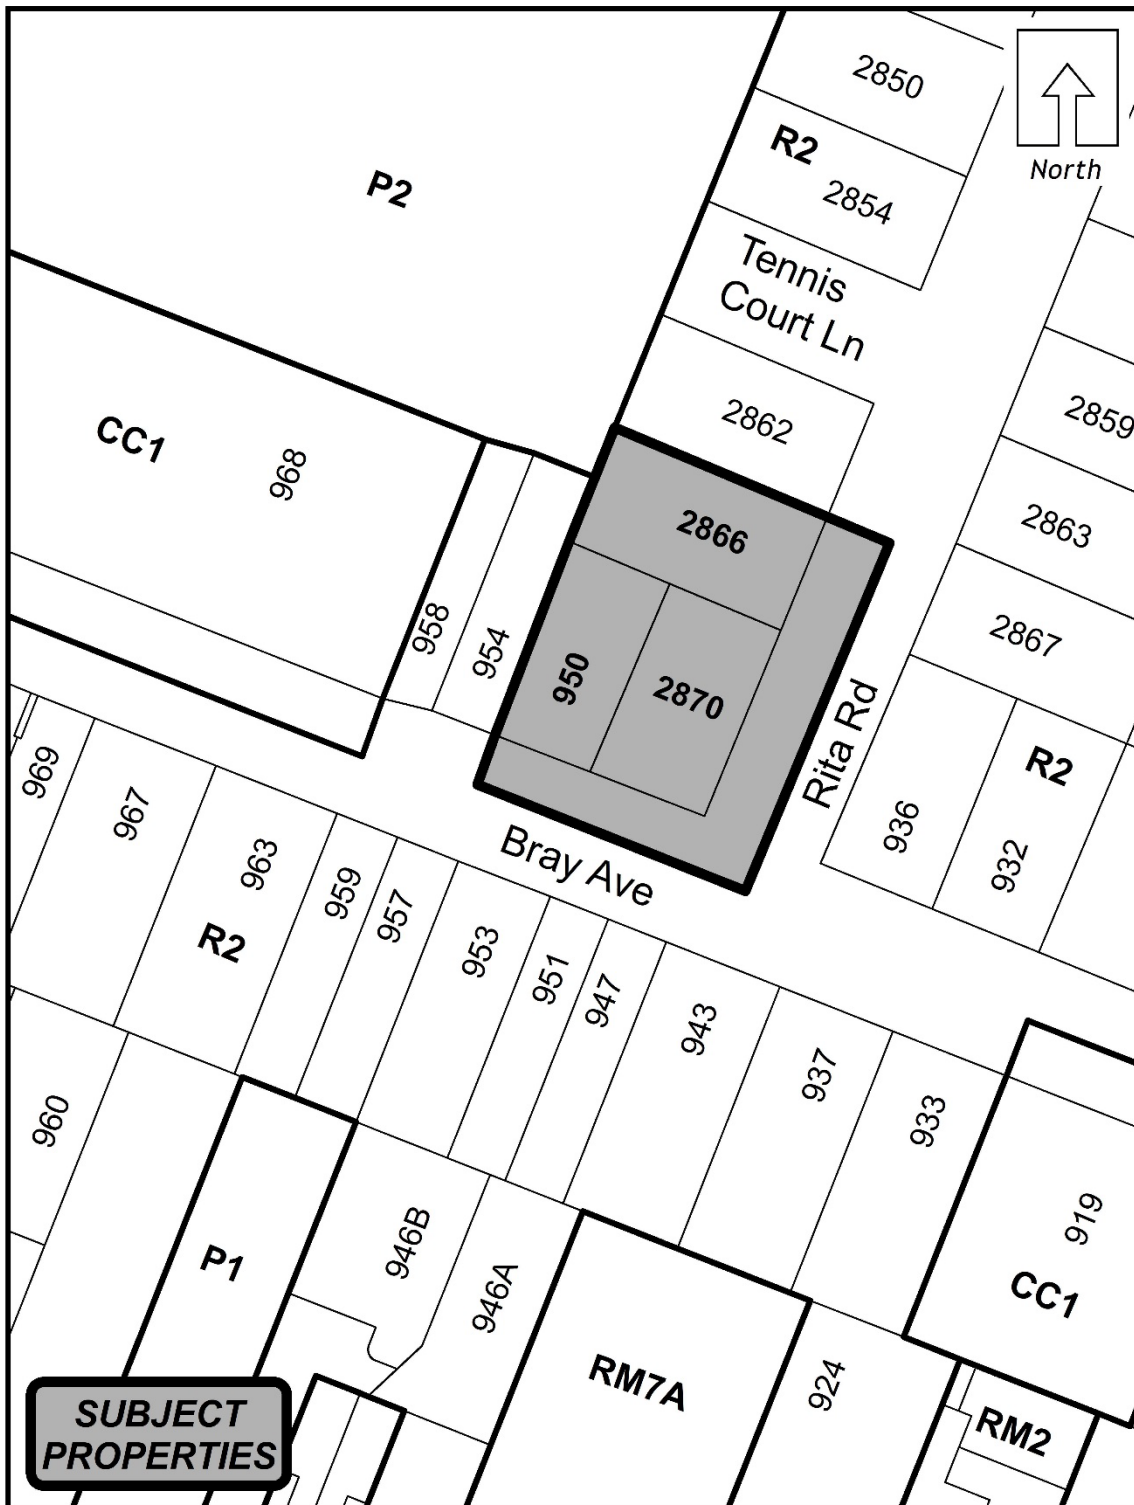 2850
R2
2854
North
P2
Tennis
Court Ln
2862
2859
CC1
968
2866
2863
2867
958
954
950
2870
Rita Rd
R2
936
932
969
967
963
959
957
Bray Ave
R2
953
951
947
943
937
933
960
919
P1
946B
946A
CC1
RM7A
924
RM2
SUBJECT
PROPERTIES